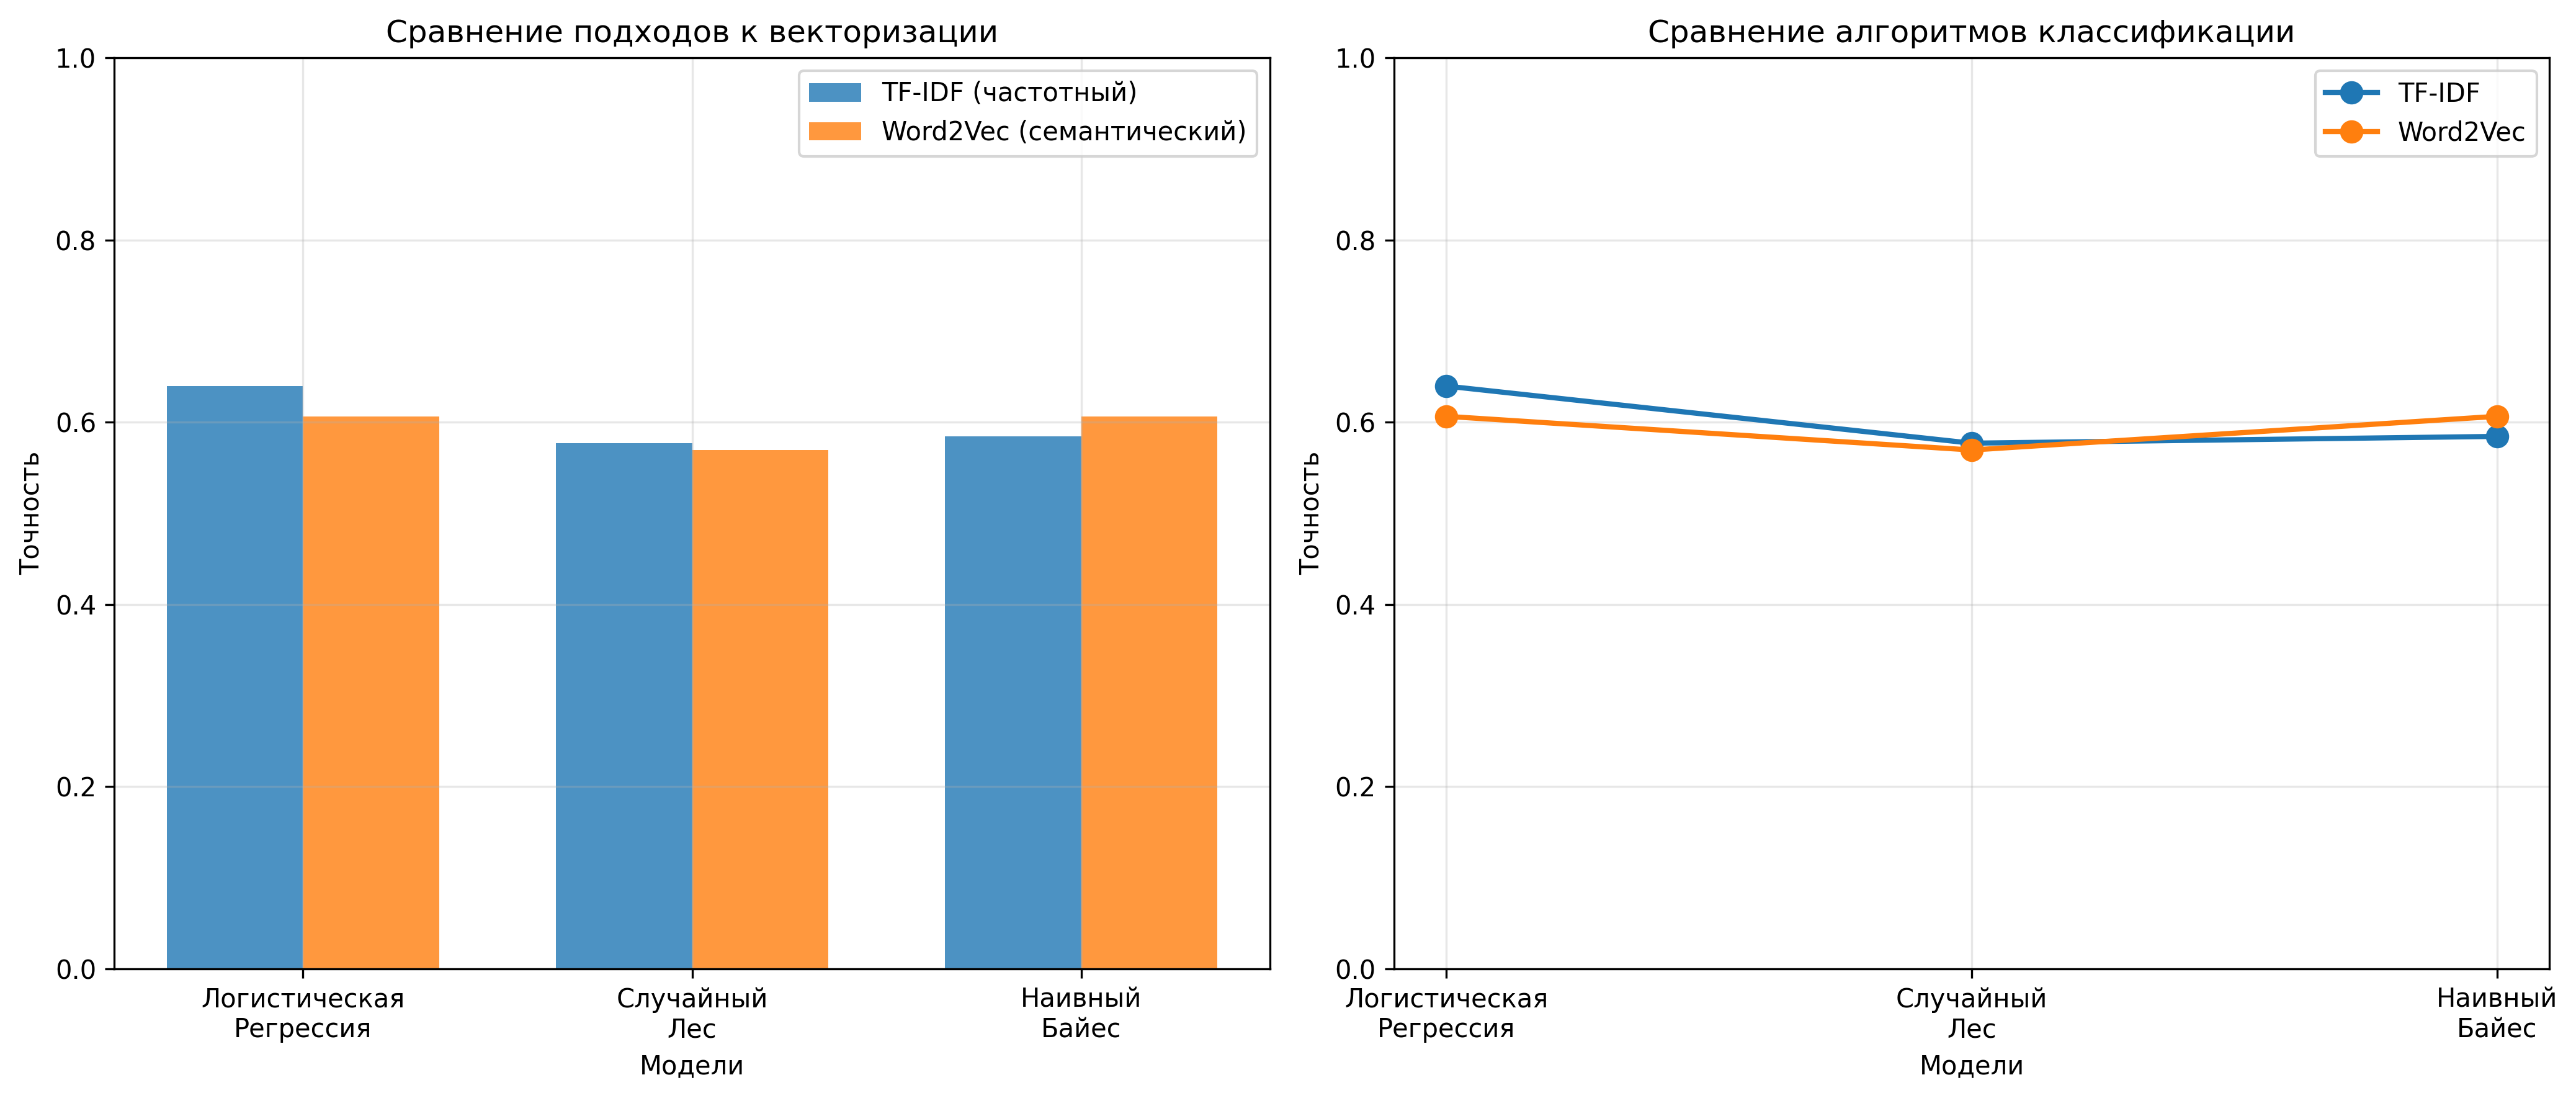 Сравнение подходов к векторизации
TF-IDF (частотный)
Word2Vec (семантический)
1.0
0.8
0.6
0.4
0.2
0.0
Точность
Логистическая
Регрессия
Случайный
Лес
Наивный
Байес
Модели
Сравнение алгоритмов классификации
TF-IDF
Word2Vec
1.0
0.8
0.6
0.4
0.2
0.0
Точность
Логистическая
Регрессия
Случайный
Лес
Наивный
Байес
Модели